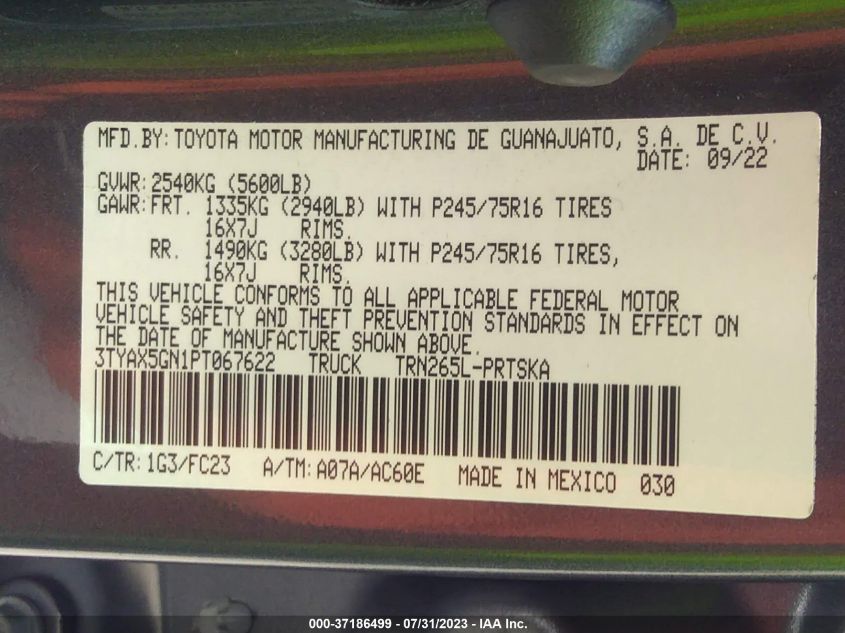 MFD.BY:TOYOTA MOTOR MANUFACTURING DE GUANAJUATO, S.A. DE C.V.
DATE: 09/22
GVWR:2540KG (5600LB)
GAWR:FRT. 1335KG (2940LB) WITH P245/75R16 TIRES
16X7J RIMS.
RR. 1490KG (3280LB) WITH P245/75R16 TIRES,
16X7J RIMS.
THIS VEHICLE CONFORMS TO ALL APPLICABLE FEDERAL MOTOR
VEHICLE SAFETY AND THEFT PREVENTION STANDARDS IN EFFECT ON
THE DATE OF MANUFACTURE SHOWN ABOVE.
3TYAX5GN1PT067622 TRUCK TRN265L-PRTSKA
C/TR:1G3/FC23 A/TM:A07A/AC60E MADE IN MEXICO 030
000-37186499 - 07/31/2023 - IAA Inc.